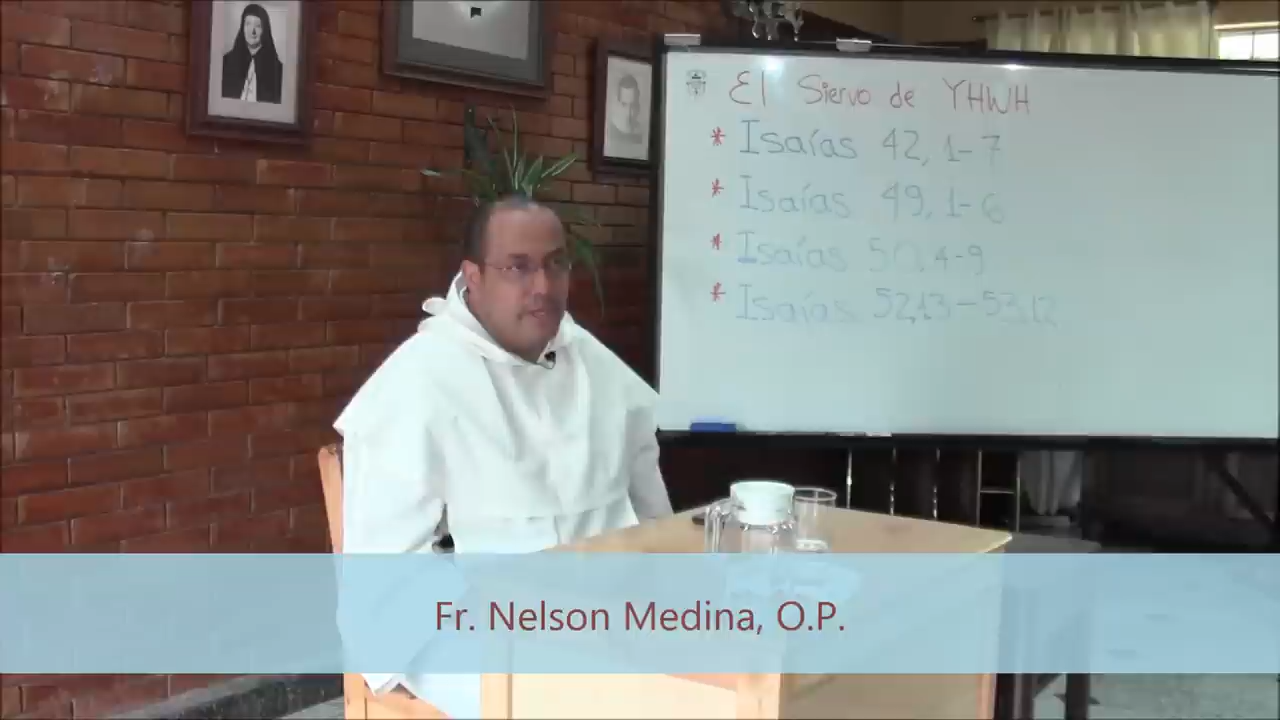 El Siervo de YHWH
* Isaías 42, 1-7
* Isaías 49, 1-6
* Isaías 50, 4-9
* Isaías 52,13-53,12
Fr. Nelson Medina, O.P.